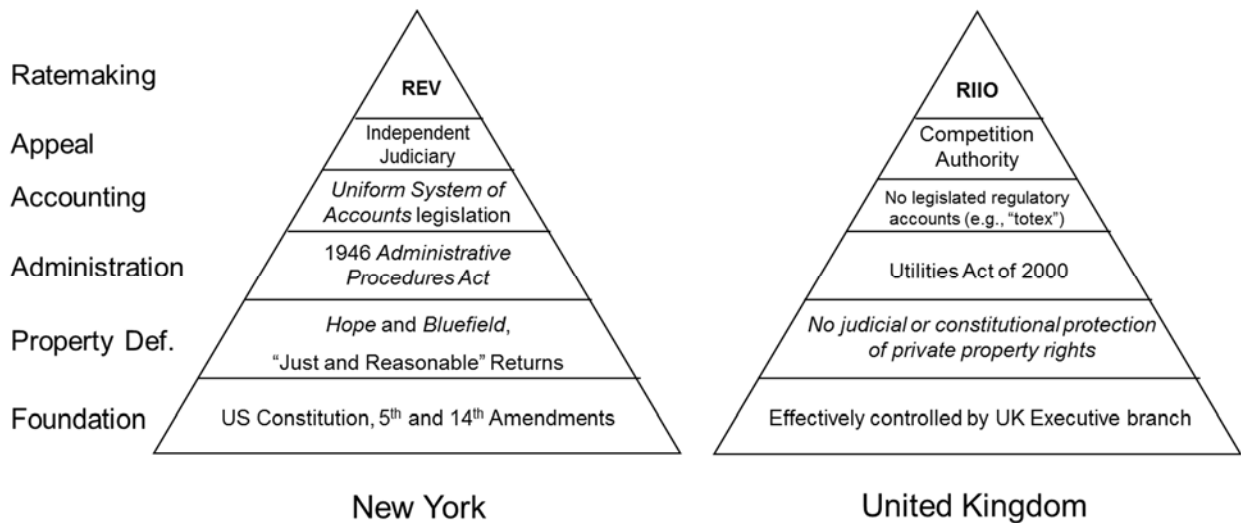 Ratemaking
Appeal
Accounting
Administration
Property Def.
Foundation
REV
Independent
Judiciary
Uniform System of
Accounts legislation
1946 Administrative
Procedures Act
Hope and Bluefield,
“Just and Reasonable” Returns
US Constitution, 5th and 14th Amendments
New York
RIIO
Competition
Authority
No legislated regulatory
accounts (e.g., “totex”)
Utilities Act of 2000
No judicial or constitutional protection
of private property rights
Effectively controlled by UK Executive branch
United Kingdom